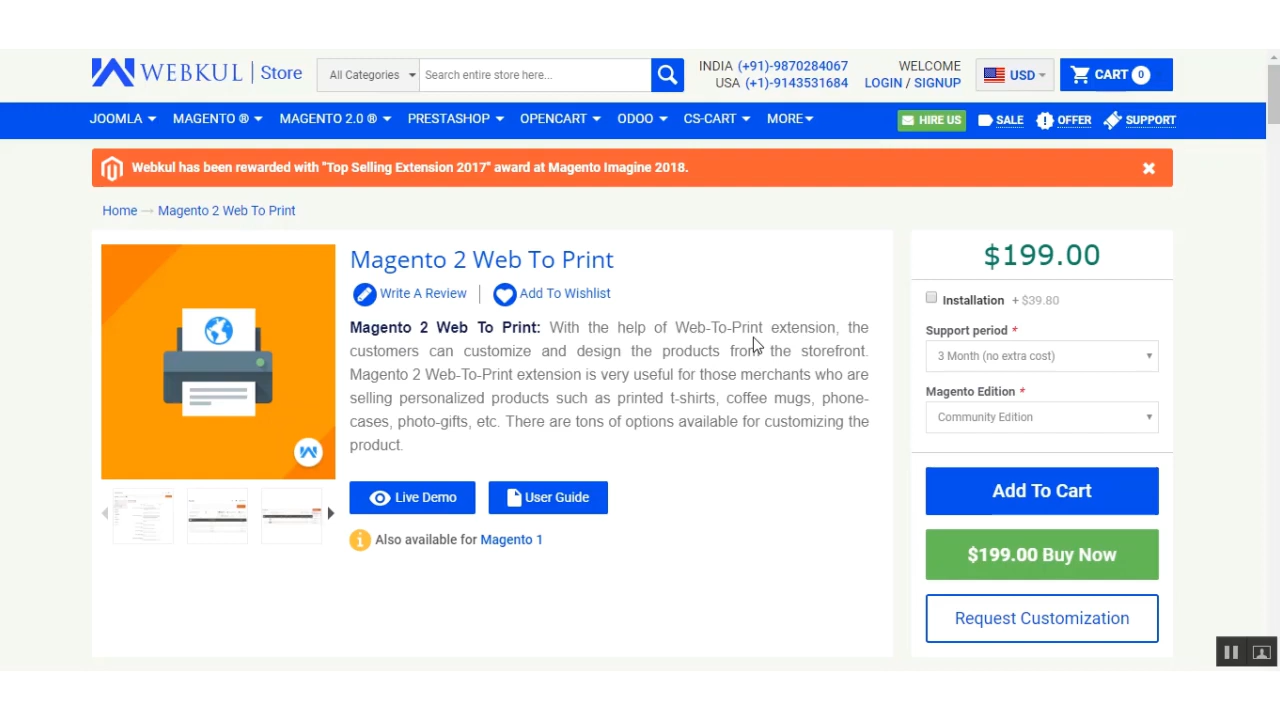 WEBKUL | Store
All Categories
Search entire store here...
INDIA (+91)-9870284067
USA (+1)-9143531684
WELCOME
LOGIN / SIGNUP
USD
CART 0
JOOMLA MAGENTO ® MAGENTO 2.0 ® PRESTASHOP OPENCART ODOO CS-CART MORE
HIRE US SALE OFFER SUPPORT
Webkul has been rewarded with "Top Selling Extension 2017" award at Magento Imagine 2018.
Home → Magento 2 Web To Print
Magento 2 Web To Print
Write A Review | Add To Wishlist
Magento 2 Web To Print: With the help of Web-To-Print extension, the
customers can customize and design the products from the storefront.
Magento 2 Web-To-Print extension is very useful for those merchants who are
selling personalized products such as printed t-shirts, coffee mugs, phone-
cases, photo-gifts, etc. There are tons of options available for customizing the
product.
Live Demo
User Guide
Also available for Magento 1
$199.00
Installation + $39.80
Support period *
3 Month (no extra cost)
Magento Edition *
Community Edition
Add To Cart
$199.00 Buy Now
Request Customization